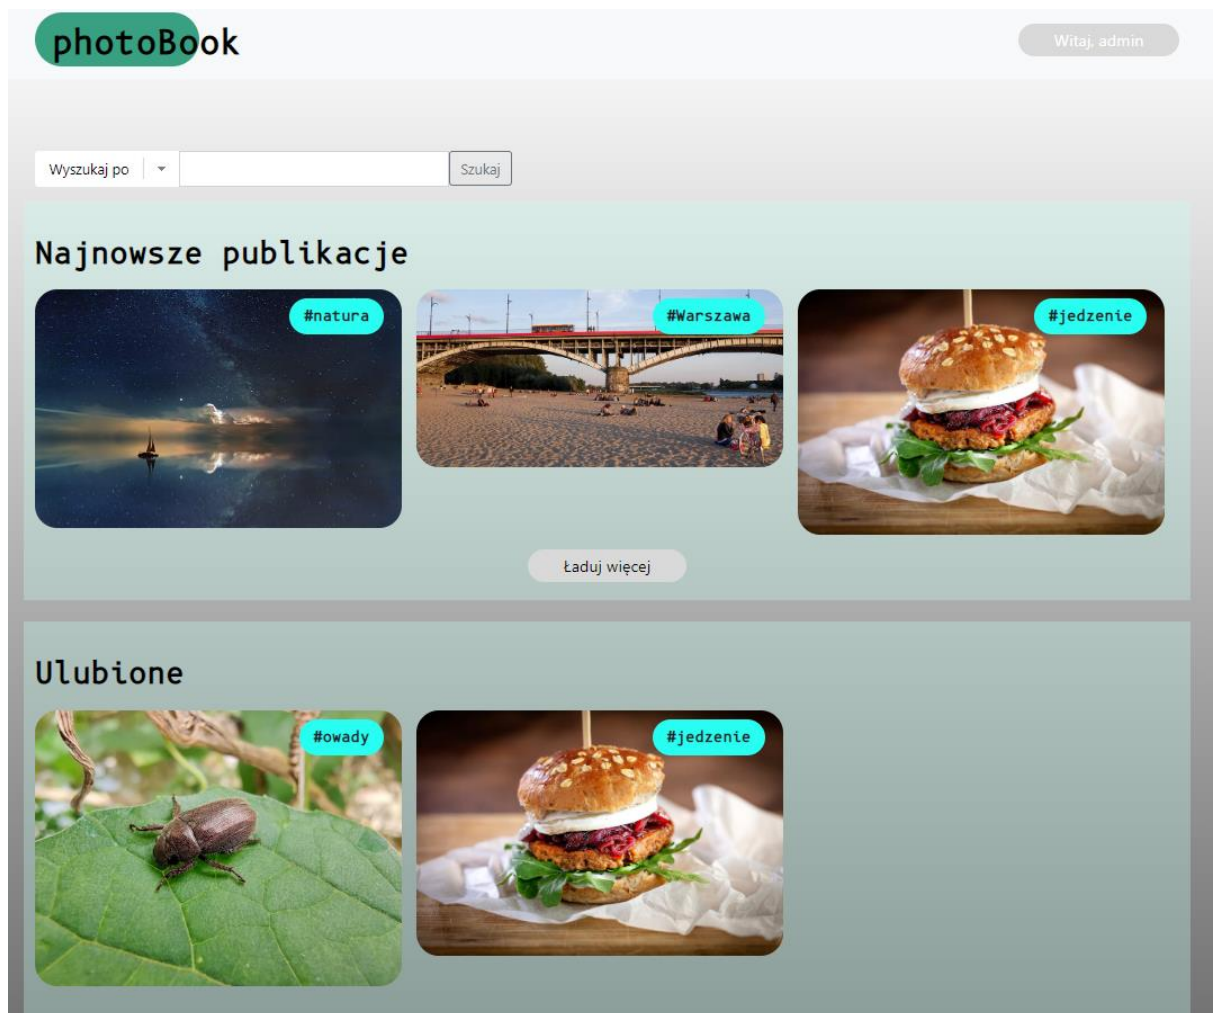 photoBook
Witaj, admin
Wyszukaj po
Szukaj
Najnowsze publikacje
#natura
#Warszawa
#jedzenie
Ładuj więcej
Ulubione
#owady
#jedzenie